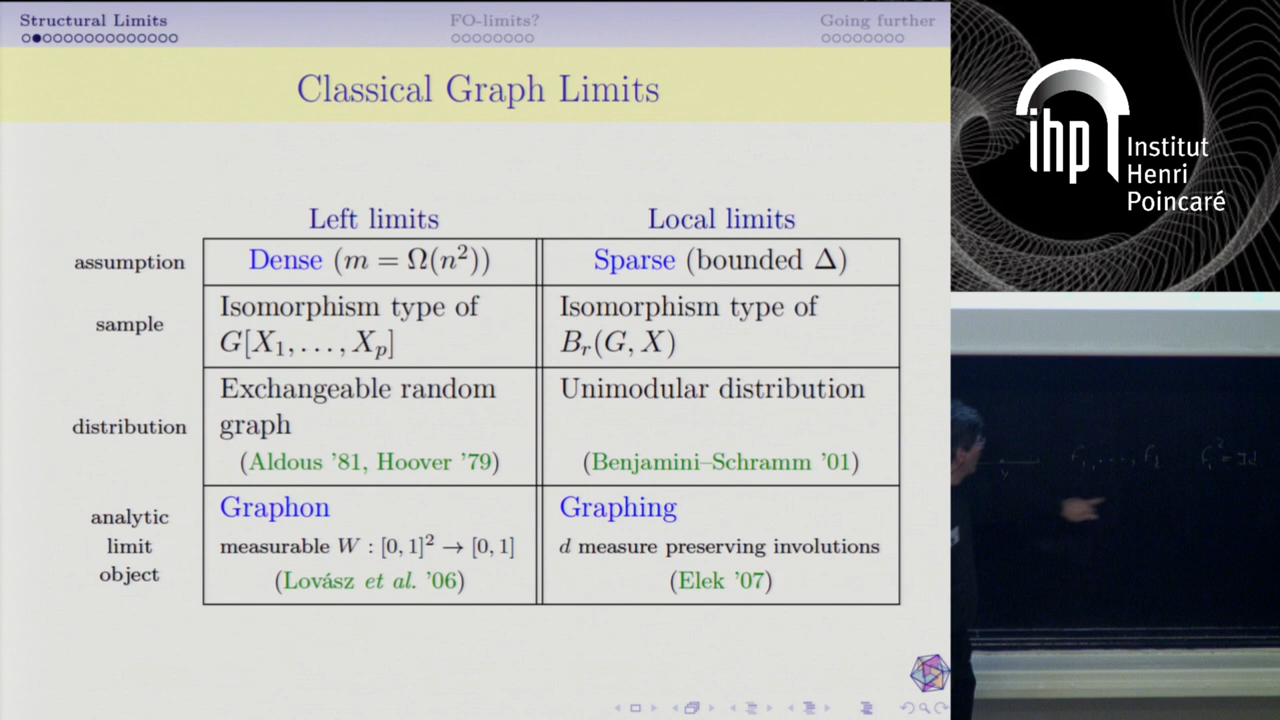 Structural Limits
FO-limits?
Going further
Classical Graph Limits
Left limits
Local limits
assumption
Dense (m = Ω(n²))
Sparse (bounded Δ)
sample
Isomorphism type of
G[X₁, . . . , Xₚ]
Isomorphism type of
Bᵣ(G, X)
distribution
Exchangeable random
graph
(Aldous '81, Hoover '79)
Unimodular distribution
(Benjamini–Schramm '01)
analytic
limit
object
Graphon
measurable W : [0, 1]² → [0, 1]
(Lovász et al. '06)
Graphing
d measure preserving involutions
(Elek '07)
ihp
Institut
Henri
Poincaré